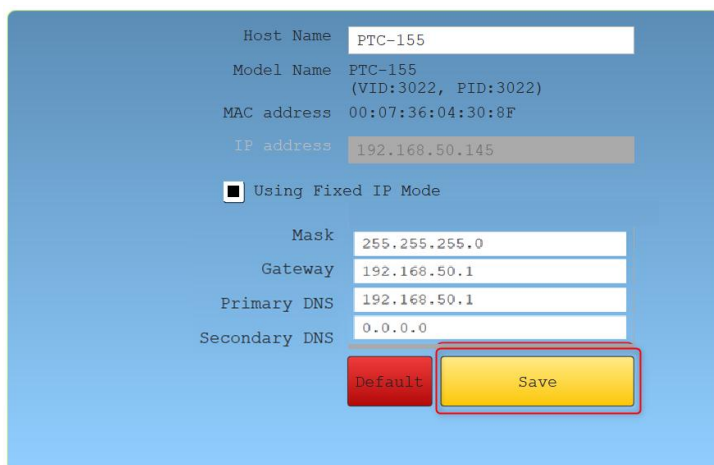 Host Name PTC-155
Model Name PTC-155
(VID:3022, PID:3022)
MAC address 00:07:36:04:30:8F
IP address 192.168.50.145
Using Fixed IP Mode
Mask 255.255.255.0
Gateway 192.168.50.1
Primary DNS 192.168.50.1
Secondary DNS 0.0.0.0
Default Save